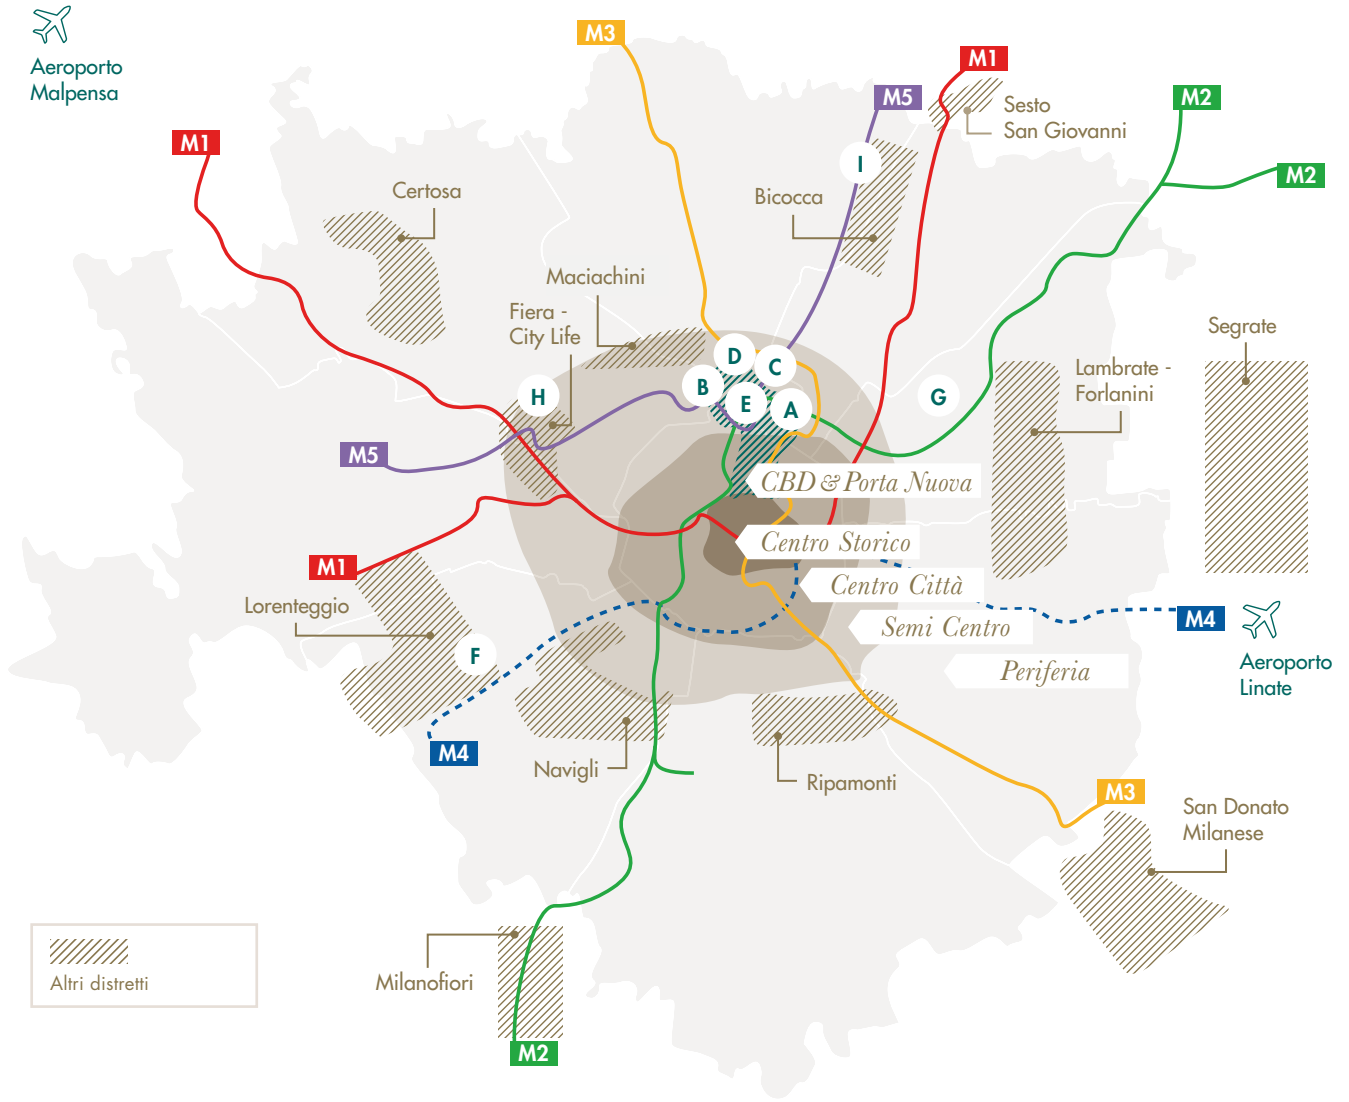 Aeroporto
Malpensa
M3
M1
M5
M2
Sesto
San Giovanni
M1
I
M2
Certosa
Bicocca
Maciachini
Fiera -
City Life
Segrate
D
C
Lambrate -
Forlanini
B
H
E
A
G
M5
CBD & Porta Nuova
Centro Storico
M1
Centro Città
Lorenteggio
M4
Semi Centro
F
Periferia
Aeroporto
Linate
M4
Navigli
Ripamonti
M3
San Donato
Milanese
Altri distretti
Milanofiori
M2